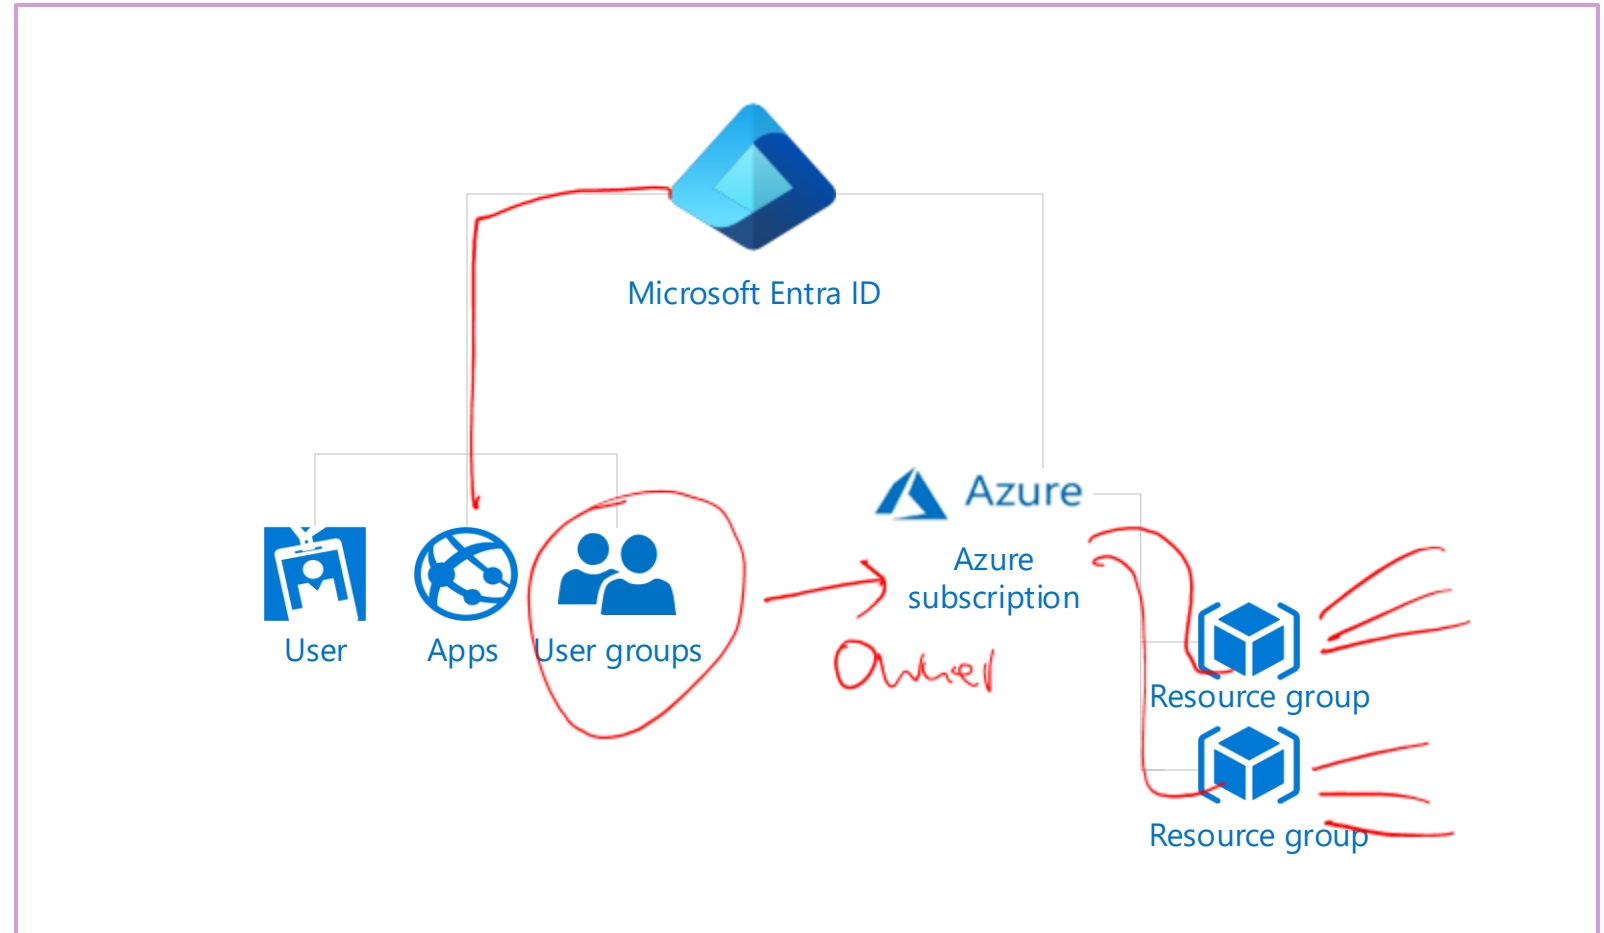 Microsoft Entra ID
Azure
Azure
subscription
User
Apps
User groups
Owner
Resource group
Resource group